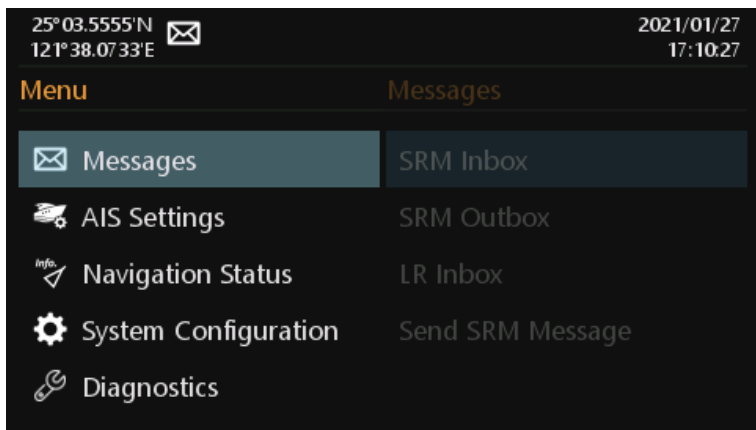 25°03.5555'N
121°38.0733'E
2021/01/27
17:10:27
Menu
Messages
Messages
AIS Settings
Info. Navigation Status
System Configuration
Diagnostics
SRM Inbox
SRM Outbox
LR Inbox
Send SRM Message